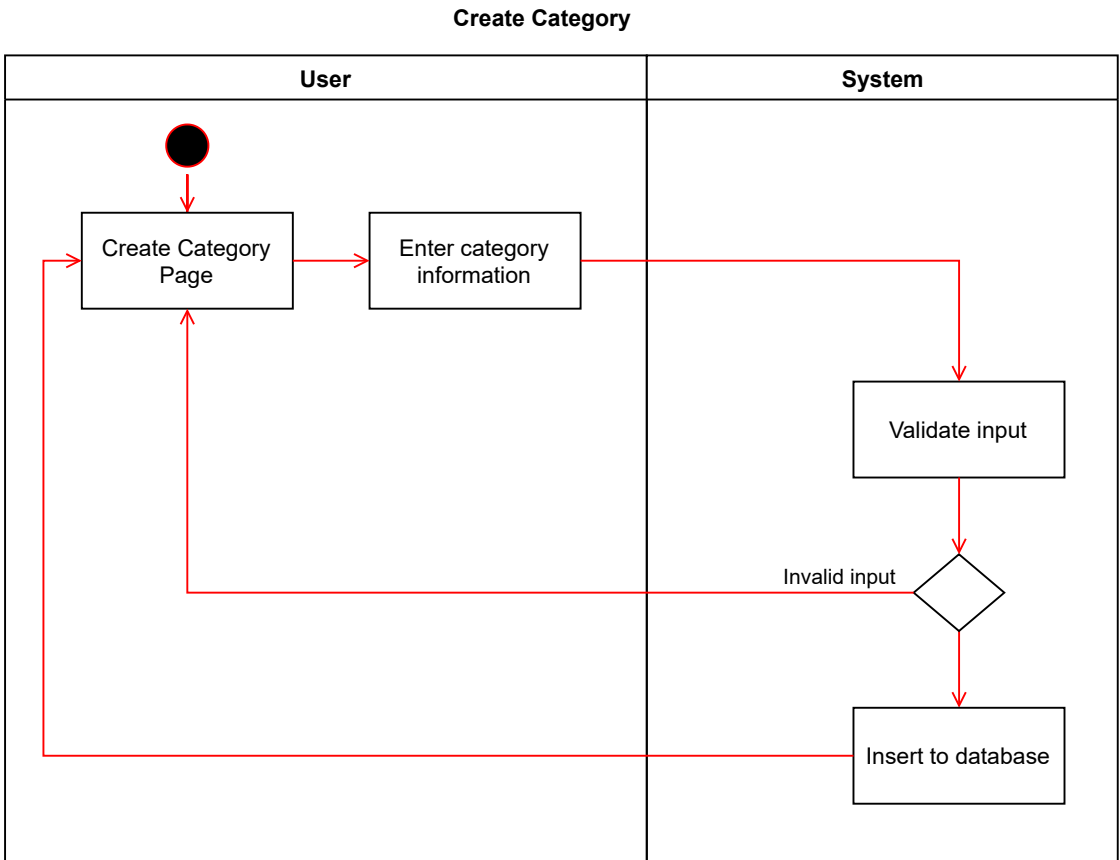 Create Category
User
System
Create Category
Page
Enter category
information
Validate input
Invalid input
Insert to database